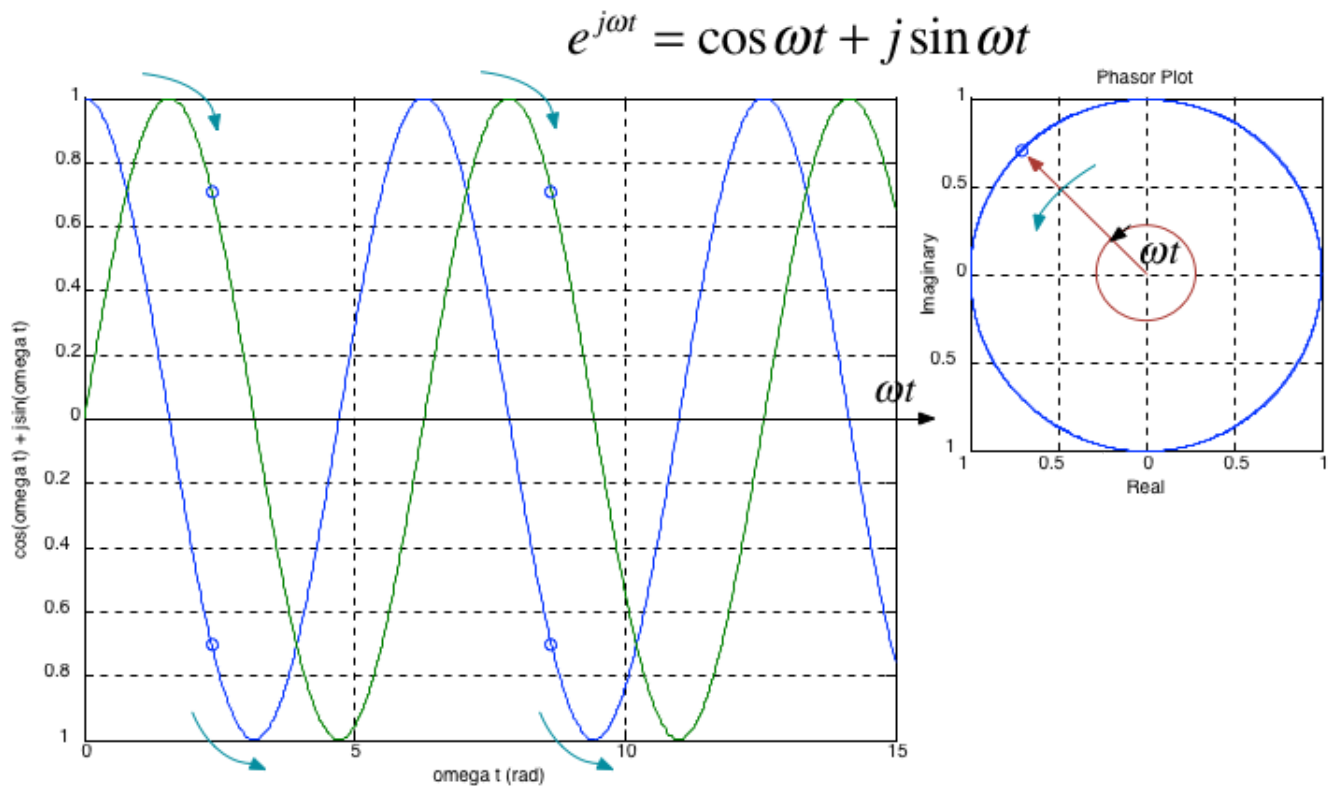 e^{jωt} = cos ωt + j sin ωt
Phasor Plot
cos(omega t) + j sin(omega t)
1
0.8
0.6
0.4
0.2
0
0.2
0.4
0.6
0.8
1
0 5 10 15
omega t (rad)
ωt
Imaginary
1
0.5
0
0.5
1
ωt
1 0.5 0 0.5 1
Real